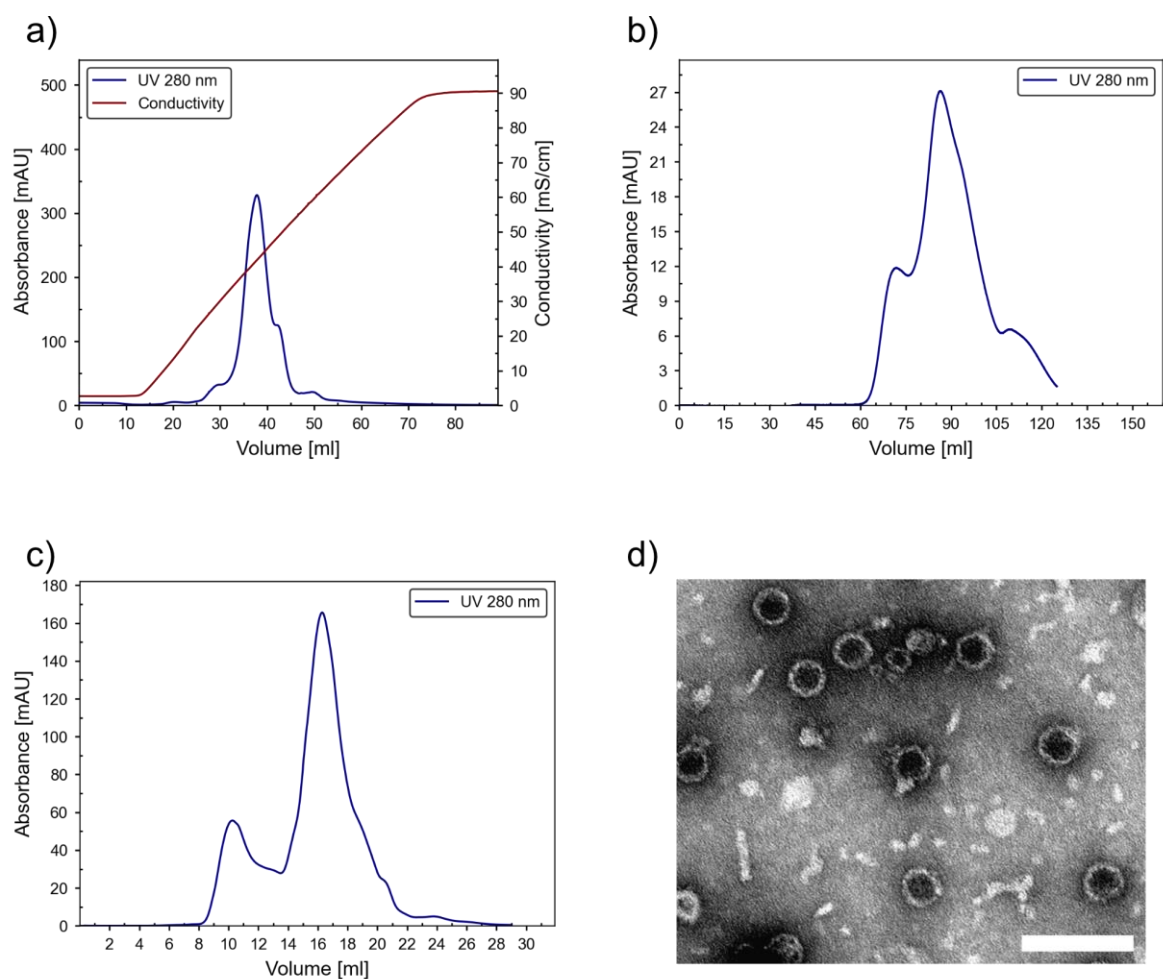 a)
UV 280 nm
Conductivity
500
400
300
200
100
0
Absorbance [mAU]
90
80
70
60
50
40
30
20
10
0
Conductivity [mS/cm]
0 10 20 30 40 50 60 70 80
Volume [ml]
b)
UV 280 nm
27
24
21
18
15
12
9
6
3
0
Absorbance [mAU]
0 15 30 45 60 75 90 105 120 135 150
Volume [ml]
c)
UV 280 nm
180
160
140
120
100
80
60
40
20
0
Absorbance [mAU]
2 4 6 8 10 12 14 16 18 20 22 24 26 28 30
Volume [ml]
d)